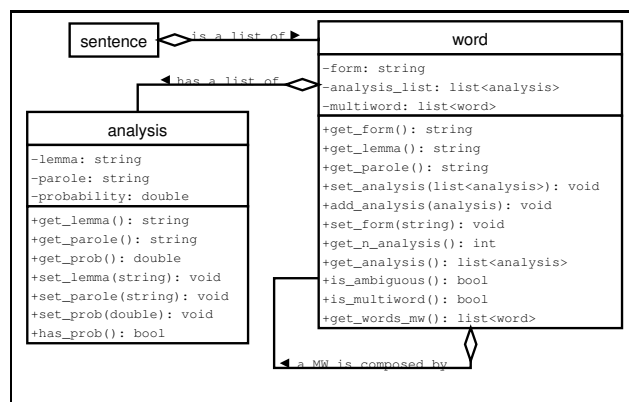 sentence
is a list of
word
-form: string
-analysis_list: list<analysis>
-multiword: list<word>
has a list of
+get_form(): string
+get_lemma(): string
+get_parole(): string
+set_analysis(list<analysis>): void
+add_analysis(analysis): void
+set_form(string): void
+get_n_analysis(): int
+get_analysis(): list<analysis>
+is_ambiguous(): bool
+is_multiword(): bool
+get_words_mw(): list<word>
analysis
-lemma: string
-parole: string
-probability: double
+get_lemma(): string
+get_parole(): string
+get_prob(): double
+set_lemma(string): void
+set_parole(string): void
+set_prob(double): void
+has_prob(): bool
a MW is composed by